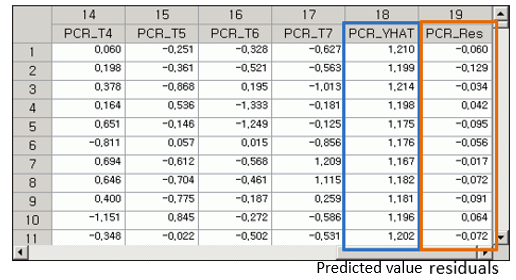 14 15 16 17 18 19
PCR_T4 PCR_T5 PCR_T6 PCR_T7 PCR_YHAT PCR_Res
1 0,060 -0,251 -0,328 -0,627 1,210 -0,060
2 0,198 -0,361 -0,521 -0,563 1,199 -0,129
3 0,378 -0,868 0,195 -1,013 1,214 -0,034
4 0,164 0,536 -1,333 -0,181 1,198 0,042
5 0,651 -0,146 -1,249 -0,125 1,175 -0,095
6 -0,811 0,057 0,015 -0,856 1,176 -0,056
7 0,694 -0,612 -0,568 1,209 1,167 -0,017
8 0,646 -0,704 -0,461 1,115 1,182 -0,072
9 0,400 -0,775 -0,187 0,259 1,181 -0,091
10 -1,151 0,845 -0,272 -0,586 1,196 0,064
11 -0,348 -0,022 -0,502 -0,531 1,202 -0,072
Predicted value residuals